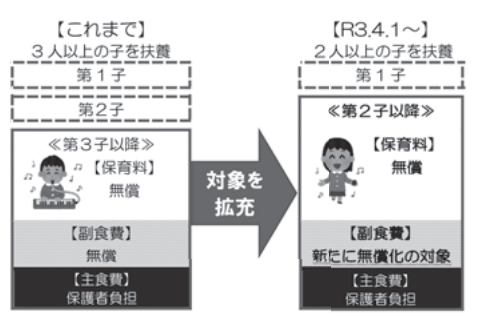 【これまで】
3人以上の子を扶養
第1子
第2子
≪第3子以降≫
【保育料】
無償
【副食費】
無償
【主食費】
保護者負担
対象を
拡充
【R3.4.1～】
2人以上の子を扶養
第1子
≪第2子以降≫
【保育料】
無償
【副食費】
新たに無償化の対象
【主食費】
保護者負担